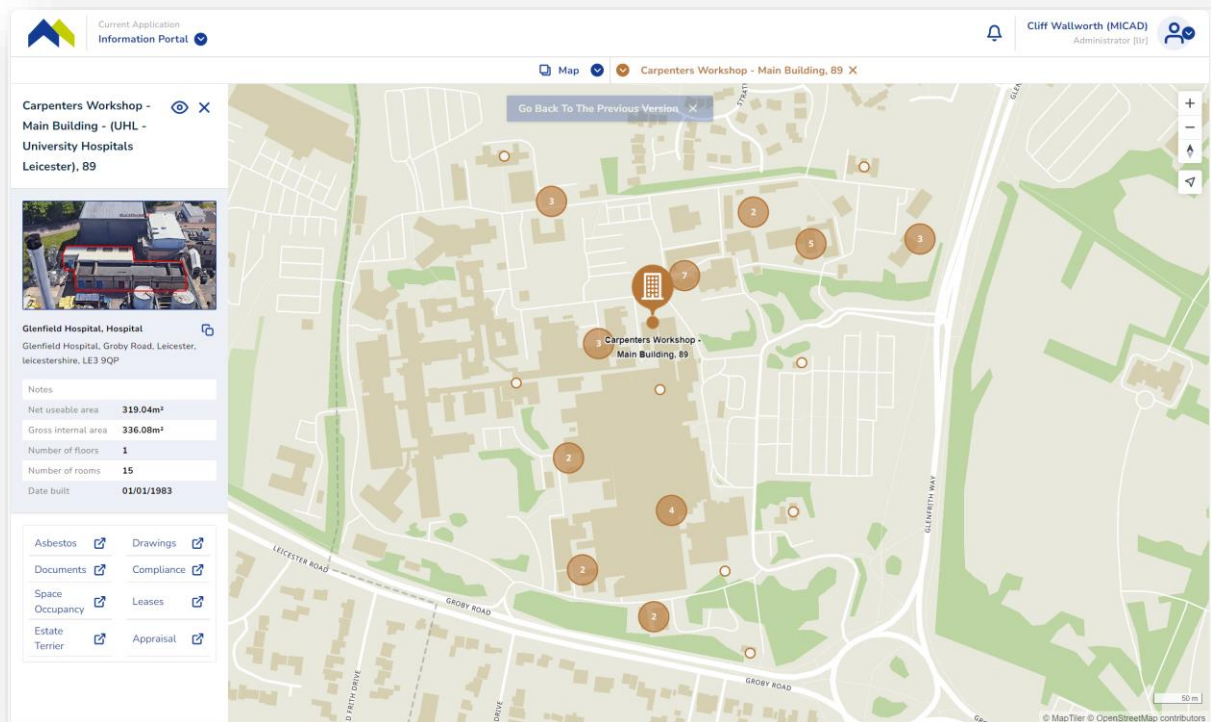 Current Application
Information Portal
Cliff Wallworth (MICAD)
Administrator [llr]
Map
Carpenters Workshop - Main Building, 89
Carpenters Workshop -
Main Building - (UHL -
University Hospitals
Leicester), 89
Glenfield Hospital, Hospital
Glenfield Hospital, Groby Road, Leicester,
leicestershire, LE3 9QP
Notes
Net useable area 319.04m²
Gross internal area 336.08m²
Number of floors 1
Number of rooms 15
Date built 01/01/1983
Asbestos Drawings
Documents Compliance
Space
Occupancy
Leases
Estate
Terrier
Appraisal
Go Back To The Previous Version
3
2
5
3
7
3
Carpenters Workshop -
Main Building, 89
2
4
2
2
LEICESTER ROAD
GROBY ROAD
GROBY ROAD
GLENFRITH WAY
D FRITH DRIVE
50 m
© MapTiler © OpenStreetMap contributors